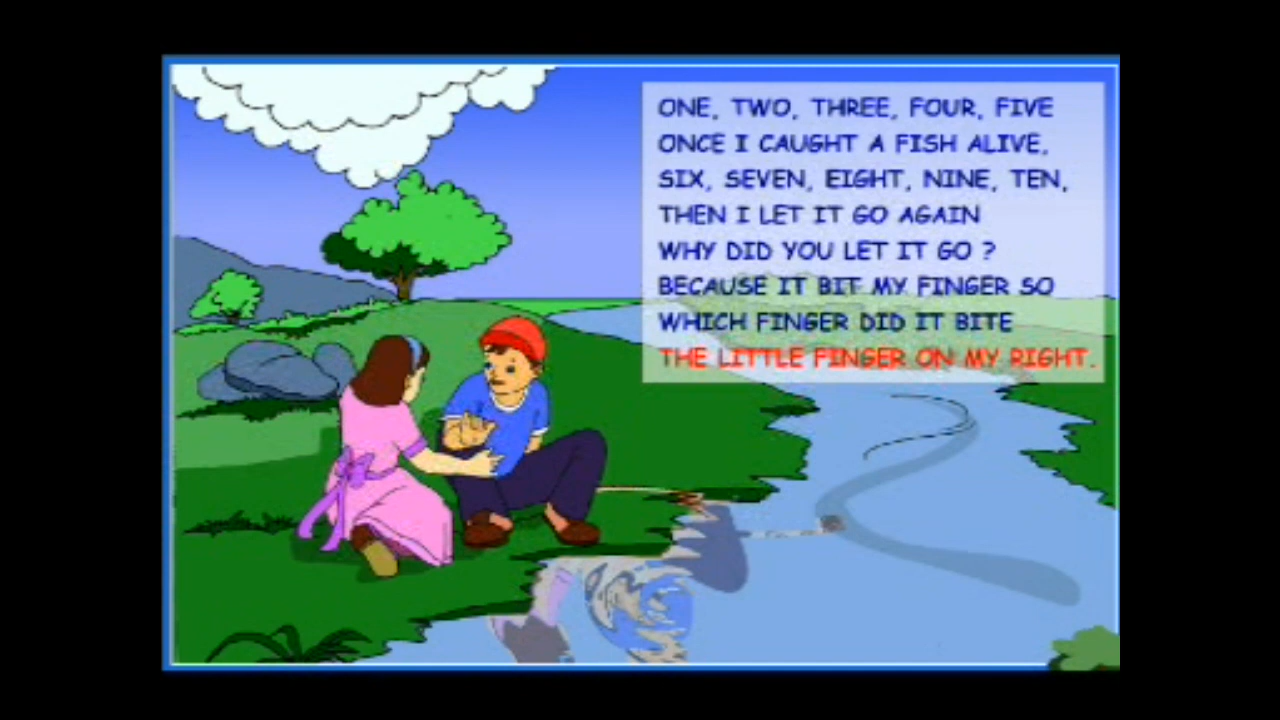 ONE, TWO, THREE, FOUR, FIVE
ONCE I CAUGHT A FISH ALIVE,
SIX, SEVEN, EIGHT, NINE, TEN,
THEN I LET IT GO AGAIN
WHY DID YOU LET IT GO ?
BECAUSE IT BIT MY FINGER SO
WHICH FINGER DID IT BITE
THE LITTLE FINGER ON MY RIGHT.